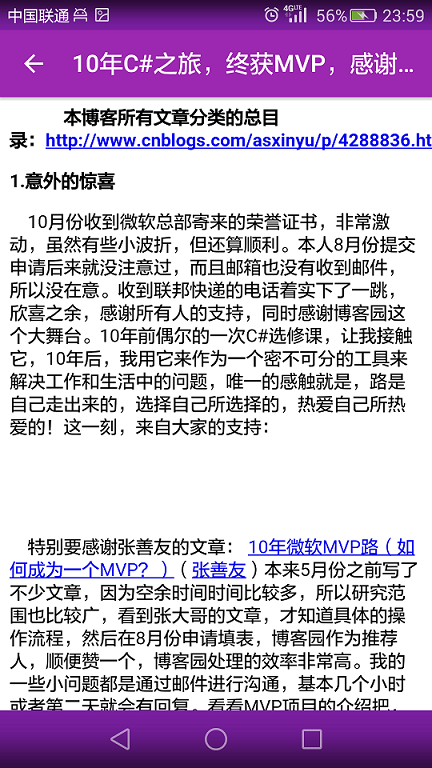 中国联通 4G LTE 56% 23:59
10年C#之旅，终获MVP，感谢...
本博客所有文章分类的总目
录：http://www.cnblogs.com/asxinyu/p/4288836.ht
1.意外的惊喜
10月份收到微软总部寄来的荣誉证书，非常激
动，虽然有些小波折，但还算顺利。本人8月份提交
申请后来就没注意过，而且邮箱也没有收到邮件，
所以没在意。收到联邦快递的电话着实下了一跳，
欣喜之余，感谢所有人的支持，同时感谢博客园这
个大舞台。10年前偶尔的一次C#选修课，让我接触
它，10年后，我用它来作为一个密不可分的工具来
解决工作和生活中的问题，唯一的感触就是，路是
自己走出来的，选择自己所选择的，热爱自己所热
爱的！这一刻，来自大家的支持：
特别要感谢张善友的文章： 10年微软MVP路（如
何成为一个MVP？）（张善友）本来5月份之前写了
不少文章，因为空余时间时间比较多，所以研究范
围也比较广，看到张大哥的文章，才知道具体的操
作流程，然后在8月份申请填表，博客园作为推荐
人，顺便赞一个，博客园处理的效率非常高。我的
一些小问题都是通过邮件进行沟通，基本几个小时
或者第二天就会有回复。看看MVP项目的介绍把，